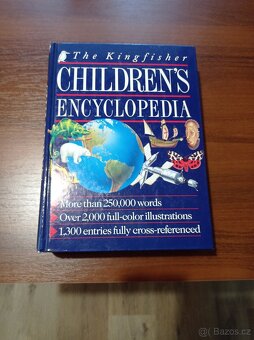 The Kingfisher
CHILDREN'S
ENCYCLOPEDIA
More than 250,000 words
Over 2,000 full-color illustrations
1,300 entries fully cross-referenced
Bazos.cz